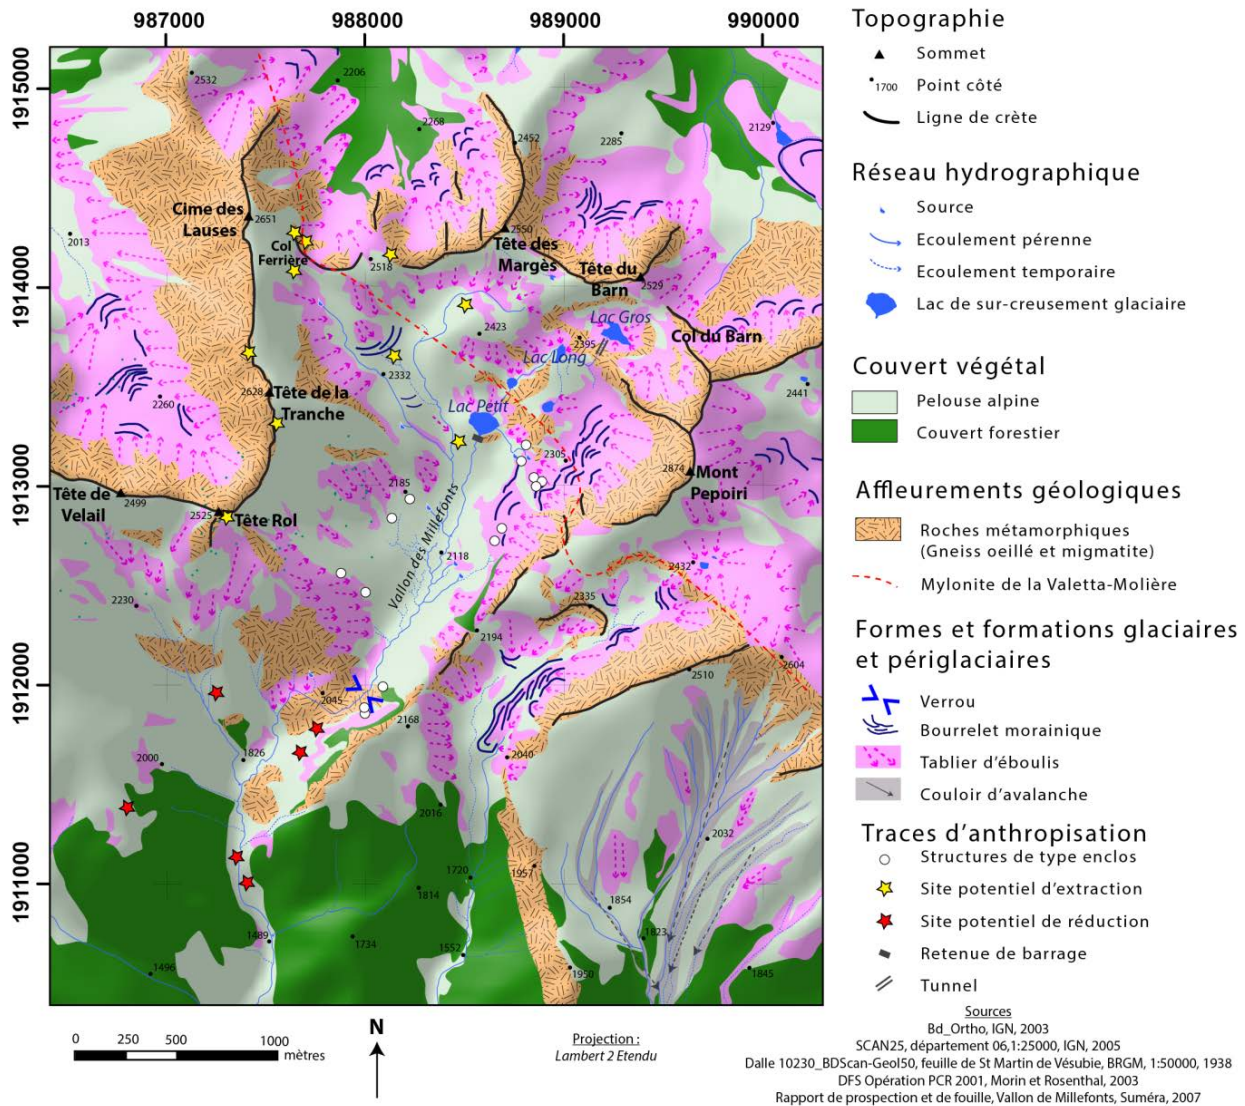 987000
988000
989000
990000
1915000
1914000
1913000
1912000
1911000
2532
2206
2268
2452
2285
2129
Cime des
Lauses
2651
Col
Ferrière
2013
2518
2550
Tête des
Margès
Tête du
Barn
2529
2423
Lac Gros
2395
Lac Long
Col du Barn
2332
2628
Tête de la
Tranche
2260
Lac Petit
2441
2305
2874
Mont
Pepoiri
2185
Tête de
Velail
2499
2525
Tête Rol
Vallon des Millefonts
2118
2432
2230
2335
2194
2604
2510
2045
2168
2000
1826
2040
2016
2032
1720
1957
1814
1854
1489
1734
1823
1552
1496
1950
1845
Topographie
Sommet
1700
Point côté
Ligne de crète
Réseau hydrographique
Source
Ecoulement pérenne
Ecoulement temporaire
Lac de sur-creusement glaciaire
Couvert végétal
Pelouse alpine
Couvert forestier
Affleurements géologiques
Roches métamorphiques
(Gneiss oeillé et migmatite)
Mylonite de la Valetta-Molière
Formes et formations glaciaires
et périglaciaires
Verrou
Bourrelet morainique
Tablier d'éboulis
Couloir d'avalanche
Traces d'anthropisation
Structures de type enclos
Site potentiel d'extraction
Site potentiel de réduction
Retenue de barrage
Tunnel
0
250
500
1000
mètres
N
Projection :
Lambert 2 Etendu
Sources
Bd_Ortho, IGN, 2003
SCAN25, département 06,1:25000, IGN, 2005
Dalle 10230_BDScan-Geol50, feuille de St Martin de Vésubie, BRGM, 1:50000, 1938
DFS Opération PCR 2001, Morin et Rosenthal, 2003
Rapport de prospection et de fouille, Vallon de Millefonts, Suméra, 2007